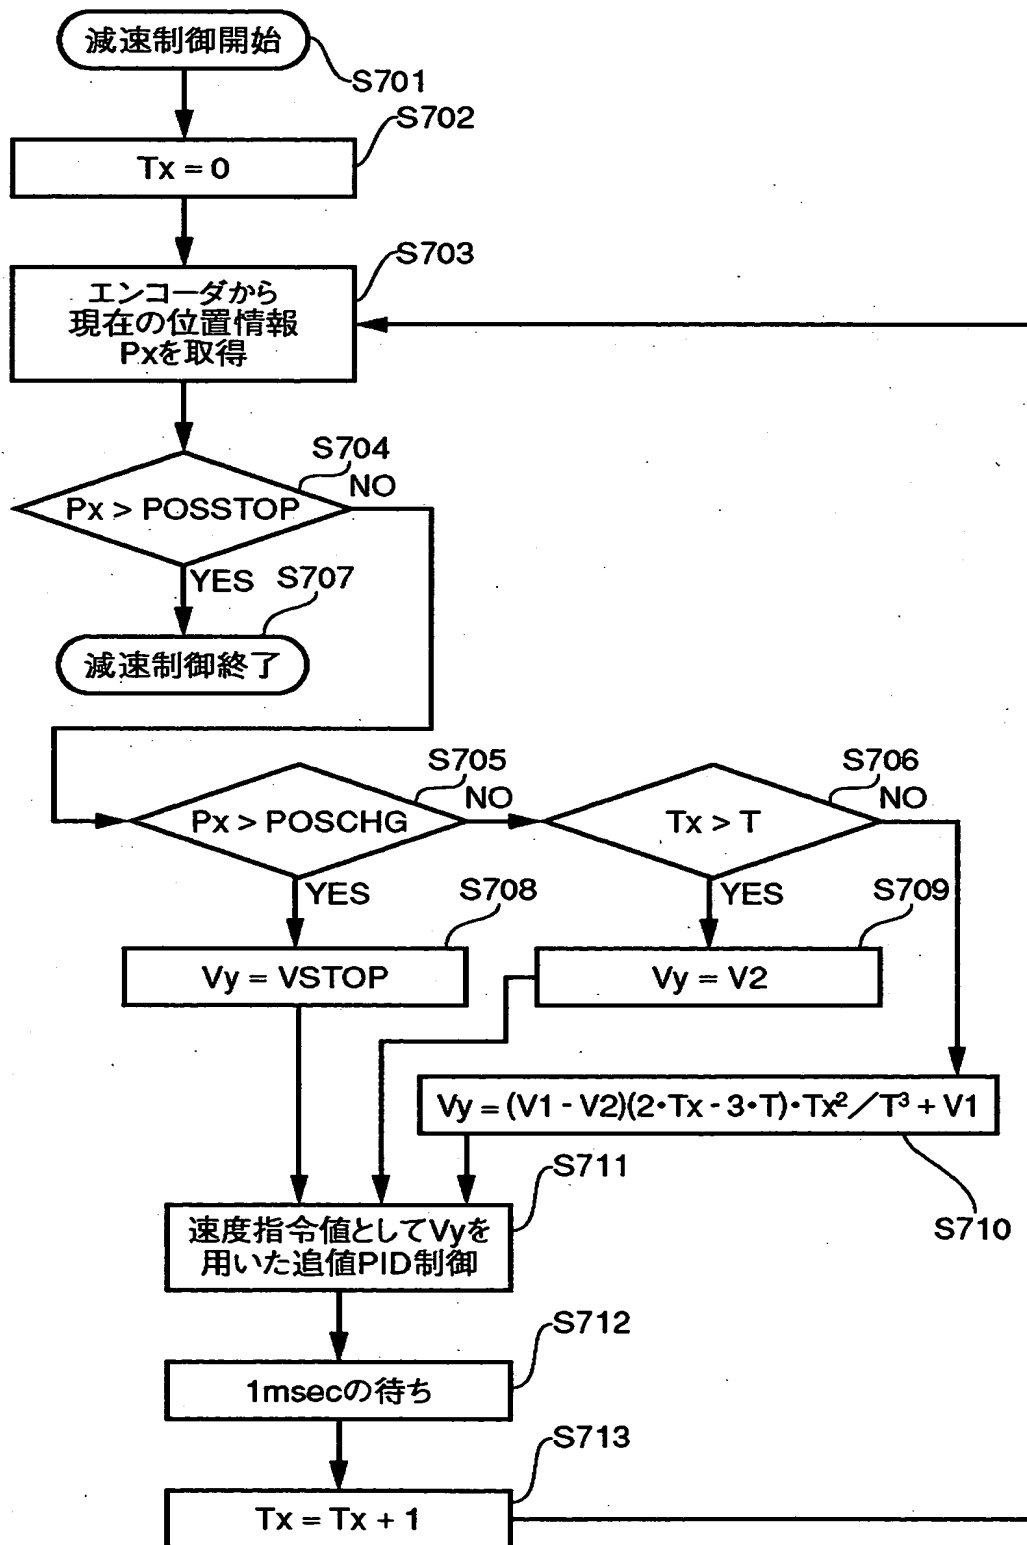 減速制御開始
S701
S702
Tx = 0
S703
エンコーダから
現在の位置情報
Pxを取得
S704
NO
Px > POSSTOP
YES
S707
減速制御終了
S705
NO
Px > POSCHG
YES
S706
NO
Tx > T
YES
S708
Vy = VSTOP
S709
Vy = V2
Vy = (V1 - V2)(2・Tx - 3・T)・Tx²／T³ + V1
S710
S711
速度指令値としてVyを
用いた追値PID制御
S712
1msecの待ち
S713
Tx = Tx + 1